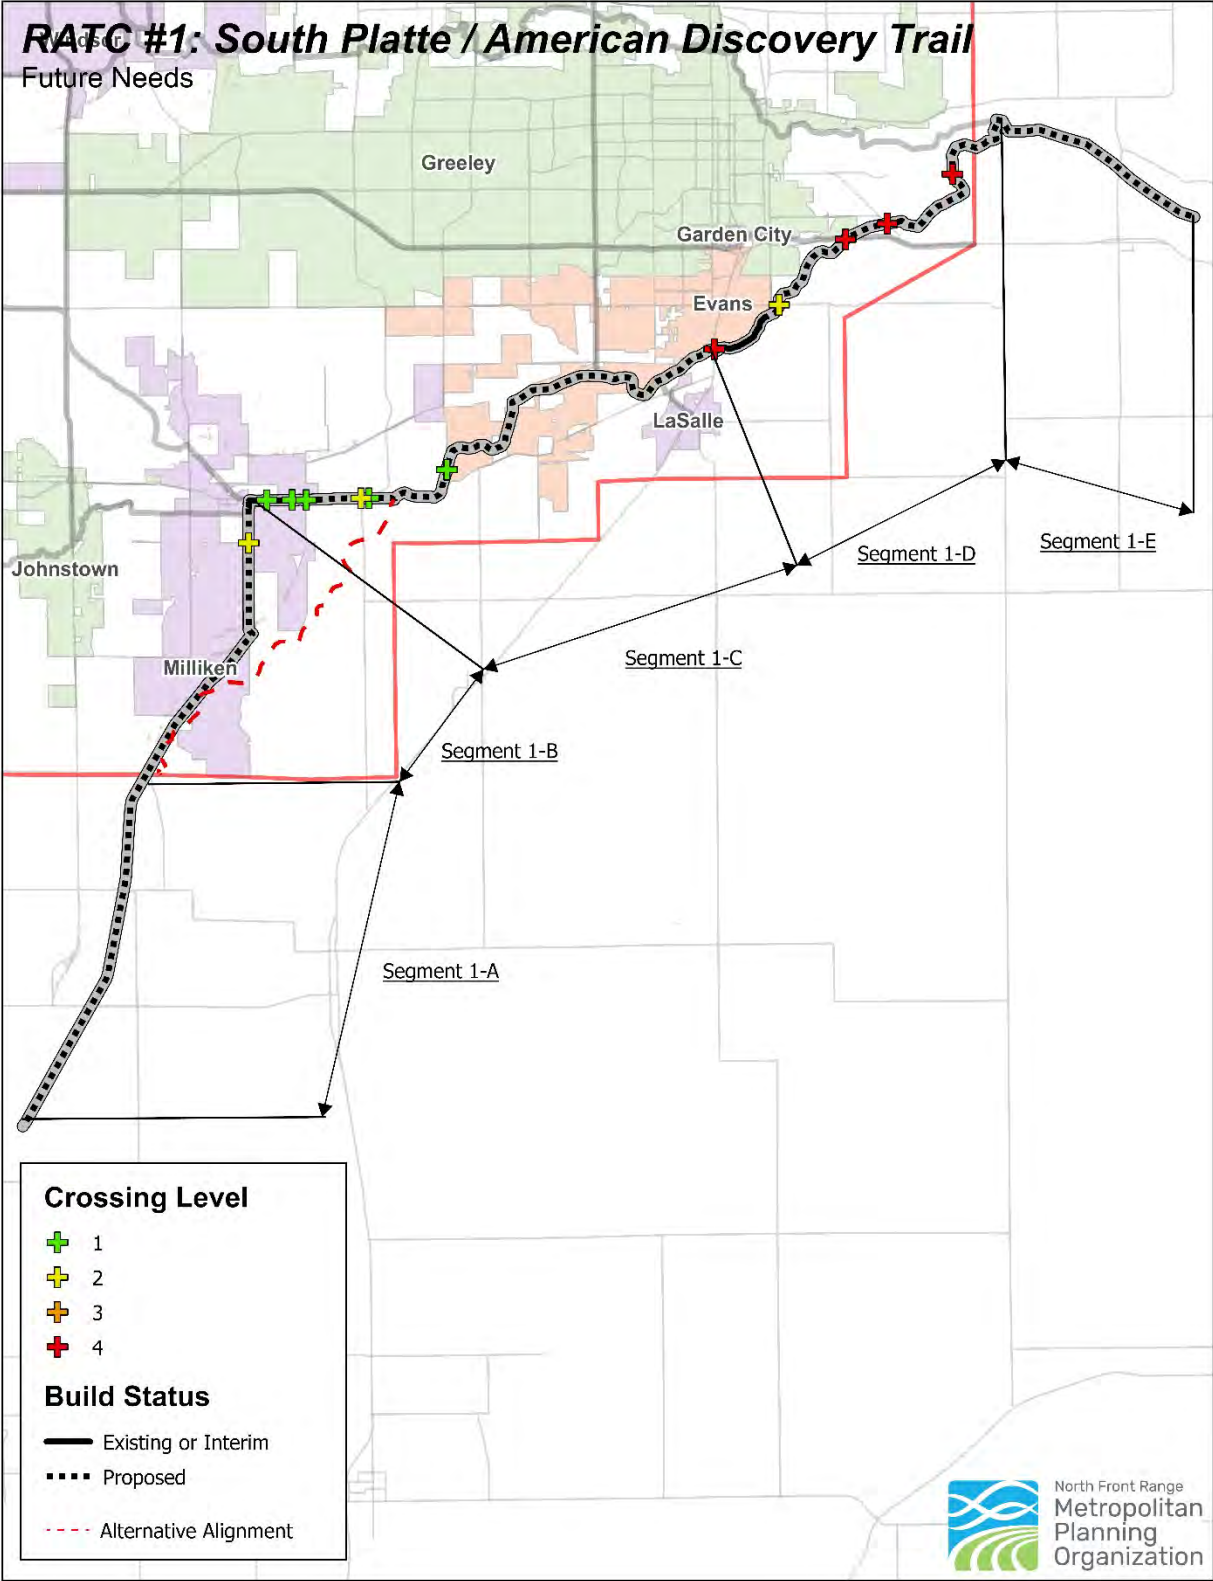 RATC #1: South Platte / American Discovery Trail
Windsor
Future Needs
Greeley
Garden City
Evans
LaSalle
Johnstown
Segment 1-D
Segment 1-E
Milliken
Segment 1-C
Segment 1-B
Segment 1-A
Crossing Level
1
2
3
4
Build Status
Existing or Interim
Proposed
Alternative Alignment
North Front Range
Metropolitan
Planning
Organization